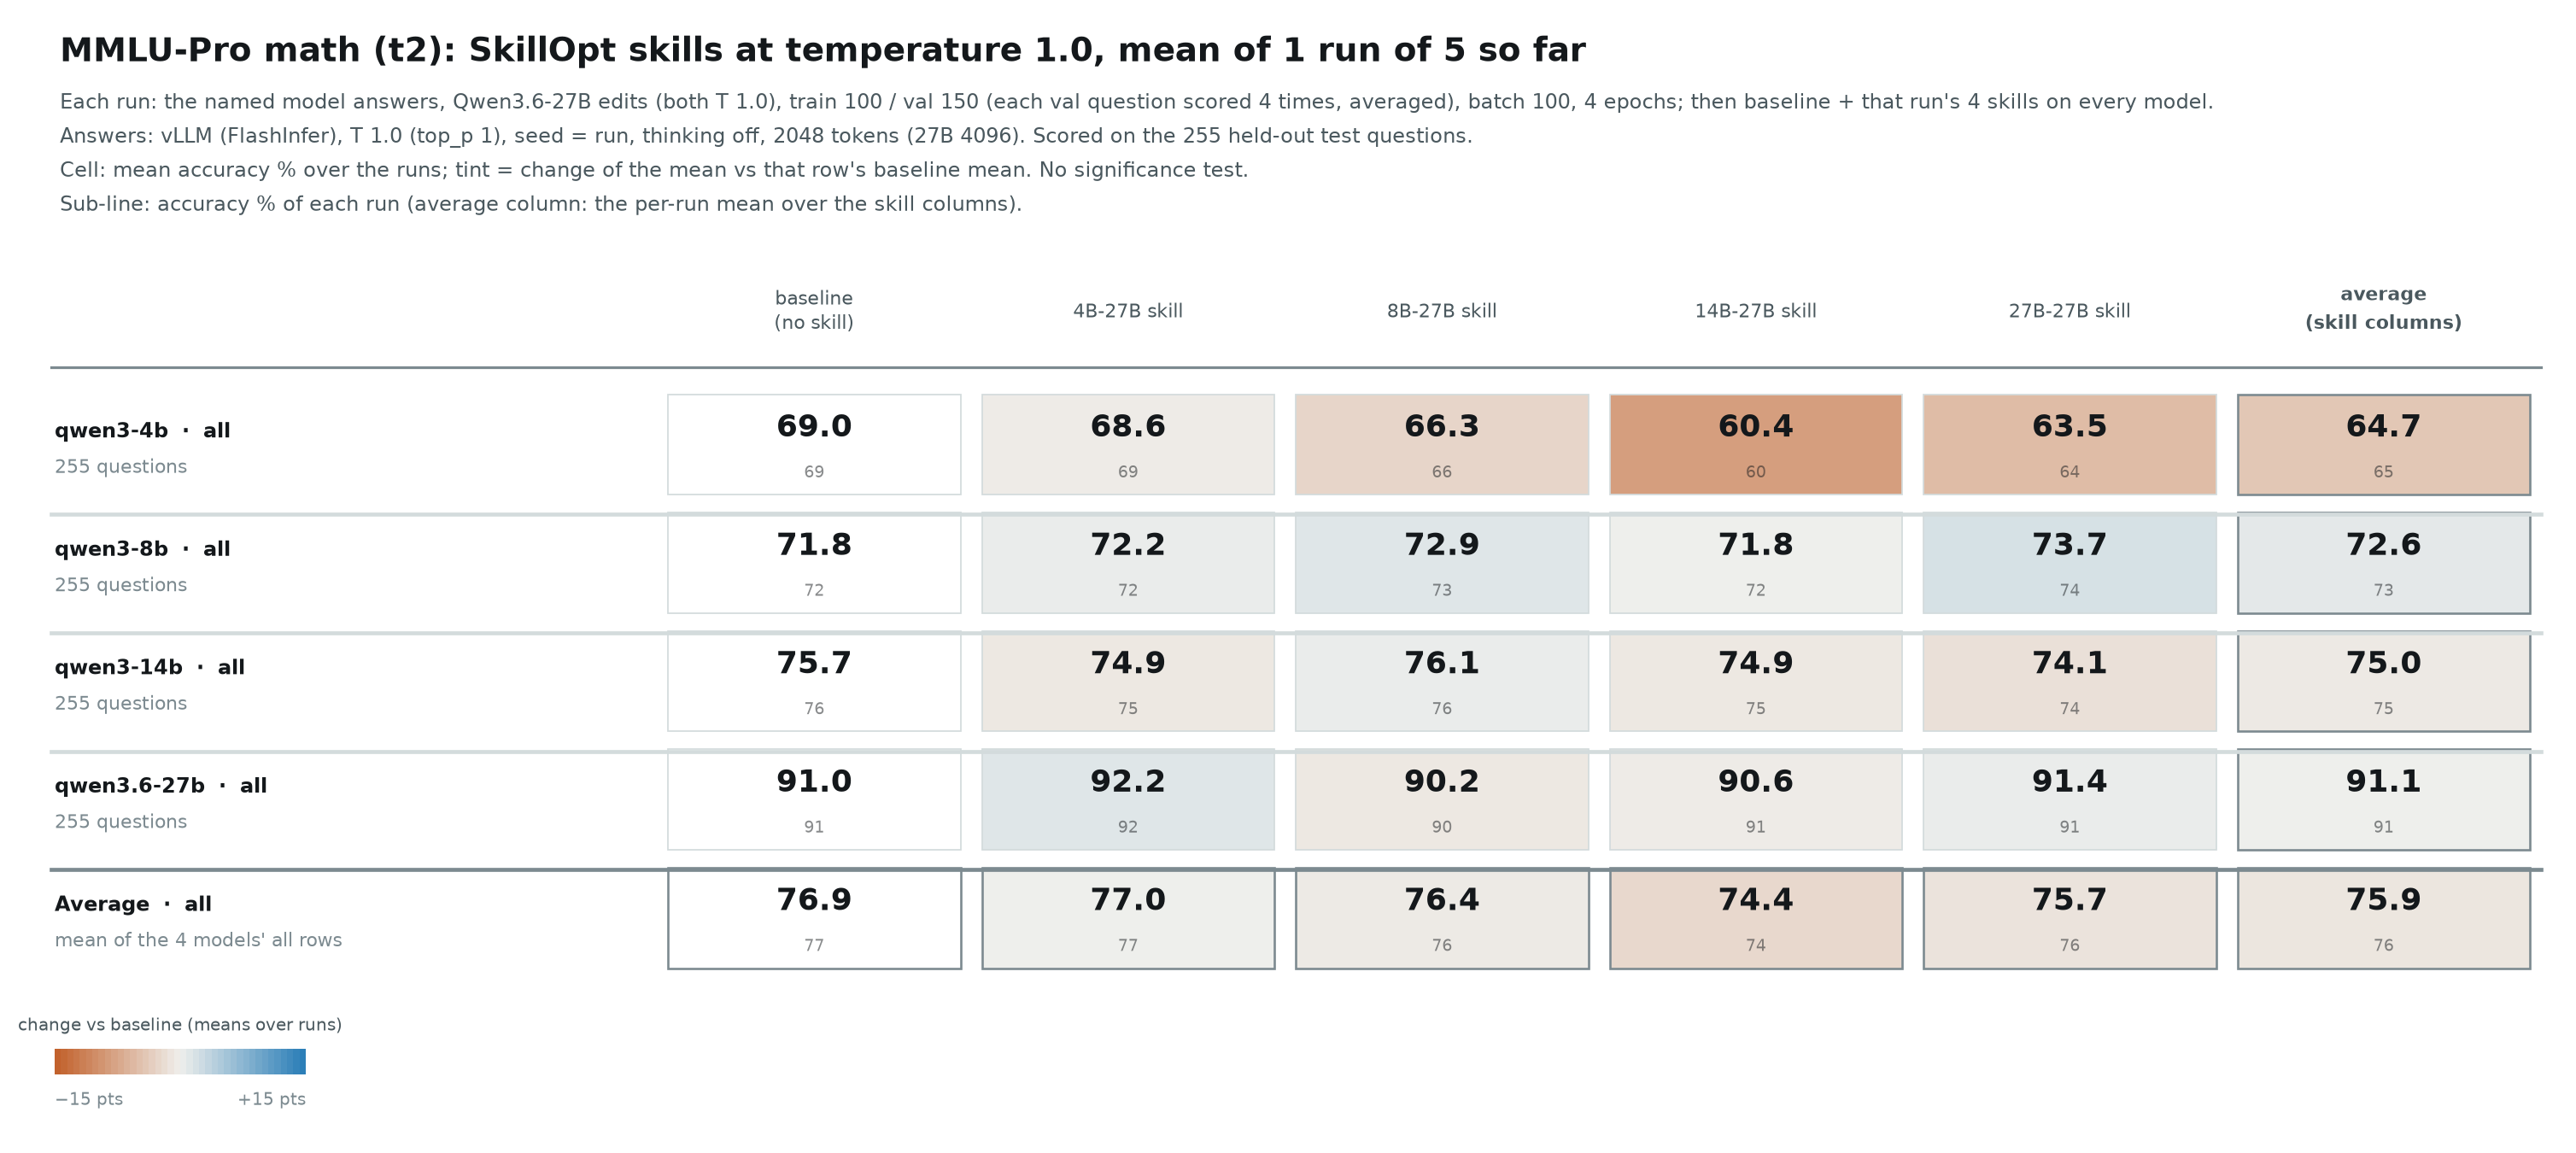 MMLU-Pro math (t2): SkillOpt skills at temperature 1.0, mean of 1 run of 5 so far
Each run: the named model answers, Qwen3.6-27B edits (both T 1.0), train 100 / val 150 (each val question scored 4 times, averaged), batch 100, 4 epochs; then baseline + that run's 4 skills on every model.
Answers: vLLM (FlashInfer), T 1.0 (top_p 1), seed = run, thinking off, 2048 tokens (27B 4096). Scored on the 255 held-out test questions.
Cell: mean accuracy % over the runs; tint = change of the mean vs that row's baseline mean. No significance test.
Sub-line: accuracy % of each run (average column: the per-run mean over the skill columns).
baseline (no skill) 4B-27B skill 8B-27B skill 14B-27B skill 27B-27B skill average (skill columns)
qwen3-4b · all 69.0 68.6 66.3 60.4 63.5 64.7
255 questions 69 69 66 60 64 65
qwen3-8b · all 71.8 72.2 72.9 71.8 73.7 72.6
255 questions 72 72 73 72 74 73
qwen3-14b · all 75.7 74.9 76.1 74.9 74.1 75.0
255 questions 76 75 76 75 74 75
qwen3.6-27b · all 91.0 92.2 90.2 90.6 91.4 91.1
255 questions 91 92 90 91 91 91
Average · all 76.9 77.0 76.4 74.4 75.7 75.9
mean of the 4 models' all rows 77 77 76 74 76 76
change vs baseline (means over runs)
−15 pts +15 pts